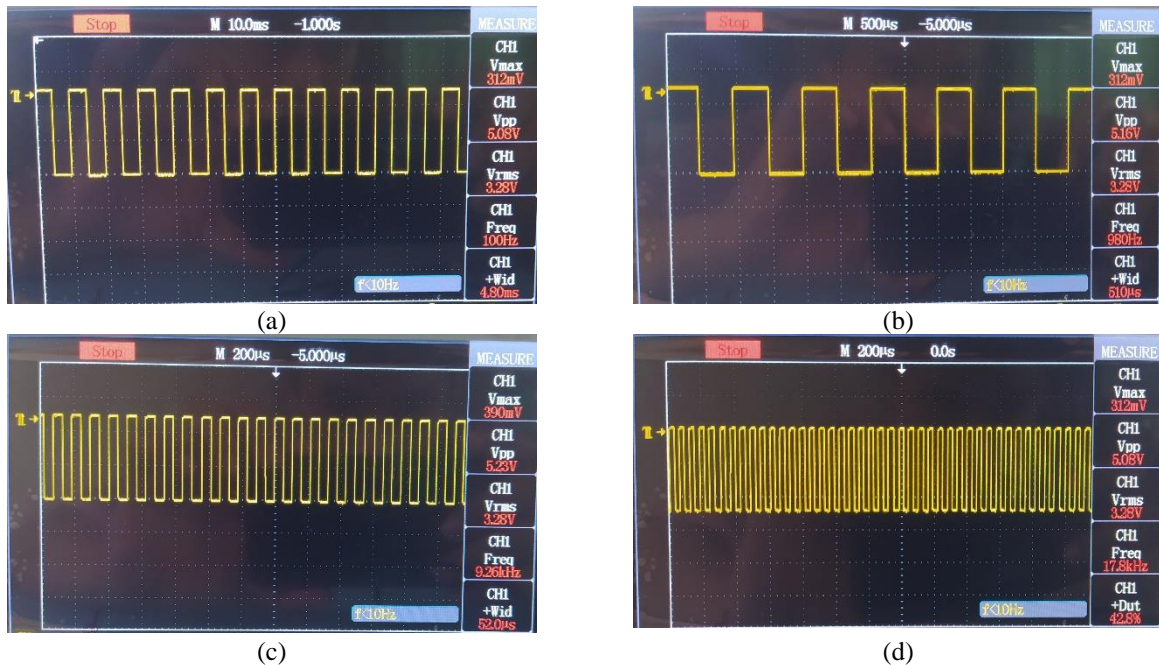 Stop M 10.0ms -1.000s MEASURE
CH1
Vmax
312mV
CH1
Vpp
5.08V
CH1
Vrms
3.28V
CH1
Freq
100Hz
CH1
+Wid
4.80ms
f<10Hz
(a)
Stop M 500μs -5.000μs MEASURE
CH1
Vmax
312mV
CH1
Vpp
5.16V
CH1
Vrms
3.28V
CH1
Freq
980Hz
CH1
+Wid
510μs
f<10Hz
(b)
Stop M 200μs -5.000μs MEASURE
CH1
Vmax
390mV
CH1
Vpp
5.23V
CH1
Vrms
3.28V
CH1
Freq
9.26kHz
CH1
+Wid
52.0μs
f<10Hz
(c)
Stop M 200μs 0.0s MEASURE
CH1
Vmax
312mV
CH1
Vpp
5.08V
CH1
Vrms
3.28V
CH1
Freq
17.8kHz
CH1
+Dut
42.8%
f<10Hz
(d)